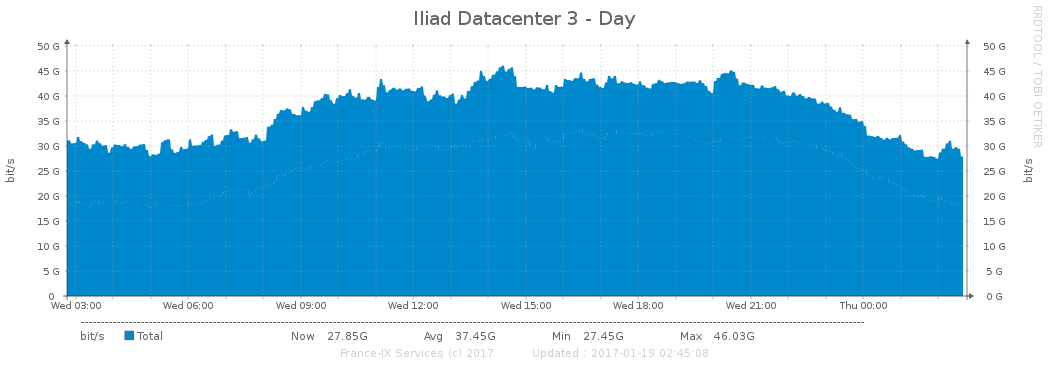 Iliad Datacenter 3 - Day
RRDTOOL / TOBI OETIKER
bit/s
50 G 50 G
45 G 45 G
40 G 40 G
35 G 35 G
30 G 30 G
25 G 25 G
20 G 20 G
15 G 15 G
10 G 10 G
5 G 5 G
0 0 G
bit/s
Wed 03:00 Wed 06:00 Wed 09:00 Wed 12:00 Wed 15:00 Wed 18:00 Wed 21:00 Thu 00:00
bit/s Total Now 27.85G Avg 37.45G Min 27.45G Max 46.03G
France-IX Services (c) 2017 Updated : 2017-01-19 02:45:08